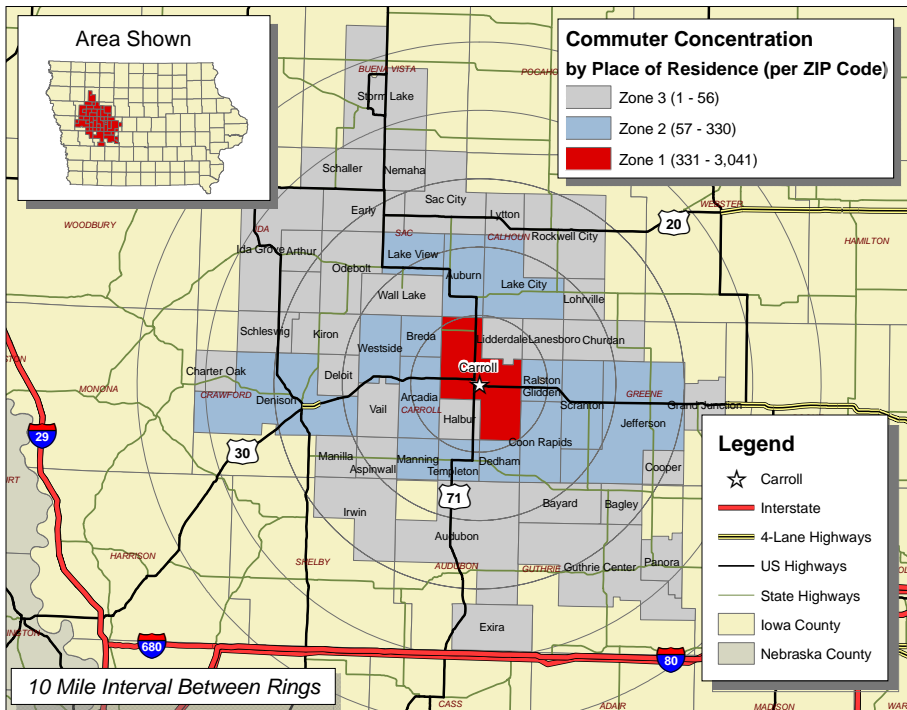 Area Shown
Commuter Concentration
by Place of Residence (per ZIP Code)
Zone 3 (1 - 56)
Zone 2 (57 - 330)
Zone 1 (331 - 3,041)
BUENA VISTA
POCAHO
Storm Lake
Schaller
Nemaha
Sac City
Early
Lytton
WEBSTER
WOODBURY
IDA
SAC
CALHOUN
Rockwell City
20
HAMILTON
Ida Grove
Arthur
Lake View
Odebolt
Auburn
Lake City
Wall Lake
Lohrville
Schleswig
Kiron
Breda
Lidderdale
Lanesboro
Churdan
Westside
Carroll
Charter Oak
Deloit
MONONA
CRAWFORD
Denison
Arcadia
Ralston
Glidden
GREENE
Vail
CARROLL
Scranton
Grand Junction
Halbur
Jefferson
29
30
Coon Rapids
Manilla
Manning
Dedham
Aspinwall
Templeton
Cooper
71
Bayard
Bagley
Irwin
Audubon
HARRISON
SHELBY
AUDUBON
GUTHRIE
Guthrie Center
Panora
Exira
680
80
CASS
ADAIR
MADISON
WAR
INGTON
Legend
Carroll
Interstate
4-Lane Highways
US Highways
State Highways
Iowa County
Nebraska County
10 Mile Interval Between Rings